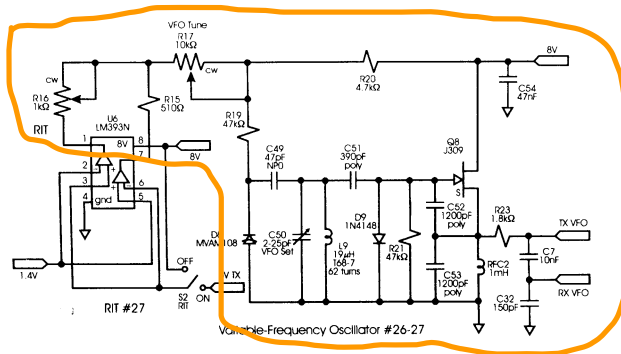 VFO Tune
R17
10kΩ
cw
8V
cw
R16
1kΩ
RIT
R15
510Ω
R20
4.7kΩ
C54
47nF
U6
LM393N
R19
47kΩ
1
8V
8
7
8V
2
3
6
5
4
gnd
C49
47pF
NP0
C51
390pF
poly
Q8
J309
S
D9
1N4148
C52
1200pF
poly
R23
1.8kΩ
TX VFO
MVAM108
C50
2-25pF
VFO Set
L9
19µH
T68-7
62 turns
R21
47kΩ
C53
1200pF
poly
RFC2
1mH
C7
10nF
RX VFO
C32
150pF
1.4V
OFF
S2
RIT
ON
V TX
RIT #27
Variable-Frequency Oscillator #26-27